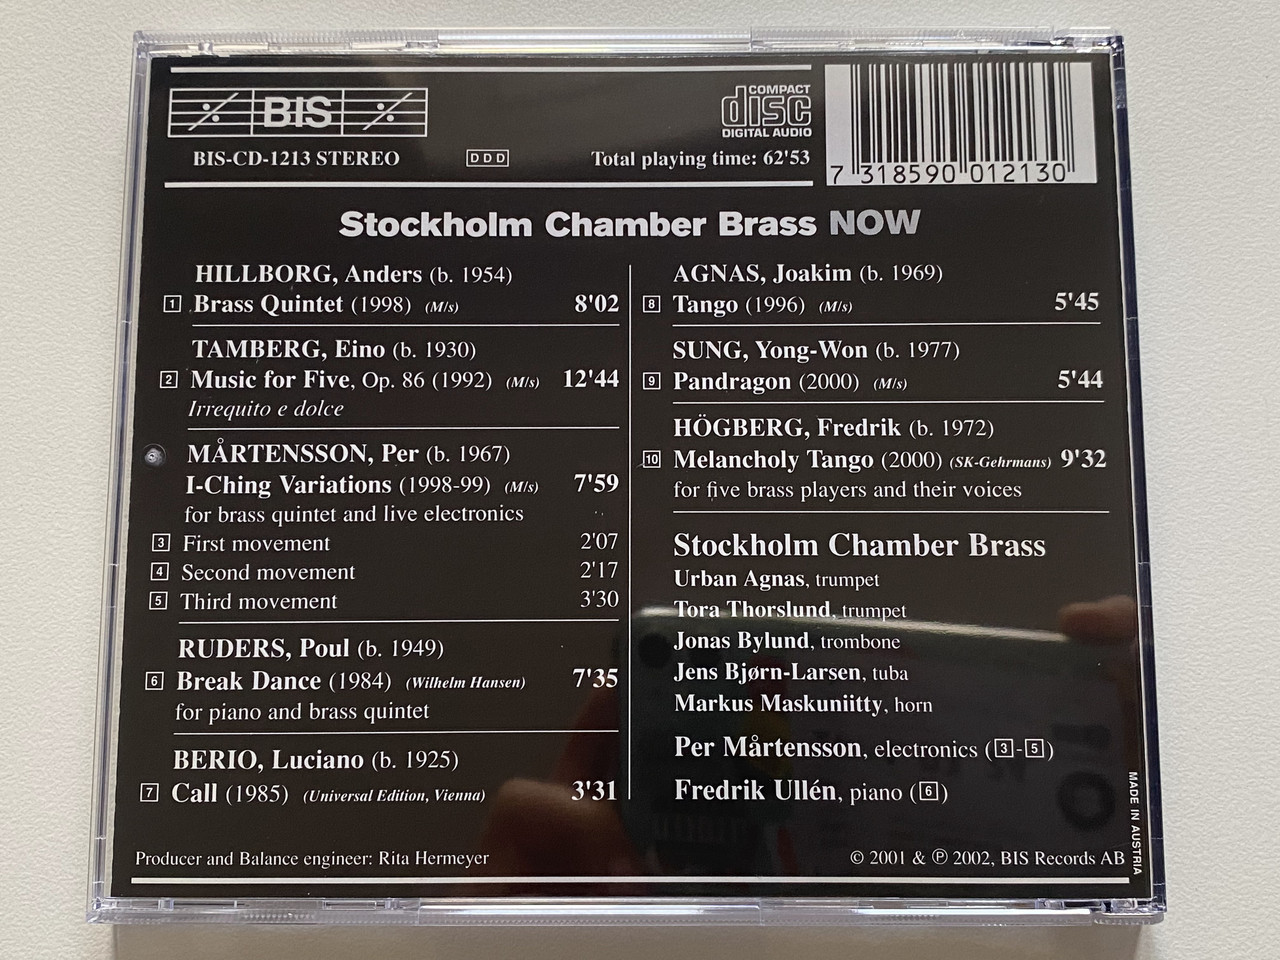 BIS
COMPACT
disc
DIGITAL AUDIO
BIS-CD-1213 STEREO
DDD
Total playing time: 62'53
7 318590 012130
Stockholm Chamber Brass NOW
HILLBORG, Anders (b. 1954)
1 Brass Quintet (1998) (M/s) 8'02
TAMBERG, Eino (b. 1930)
2 Music for Five, Op. 86 (1992) (M/s) 12'44
Irrequito e dolce
MÅRTENSSON, Per (b. 1967)
I-Ching Variations (1998-99) (M/s) 7'59
for brass quintet and live electronics
3 First movement 2'07
4 Second movement 2'17
5 Third movement 3'30
RUDERS, Poul (b. 1949)
6 Break Dance (1984) (Wilhelm Hansen) 7'35
for piano and brass quintet
BERIO, Luciano (b. 1925)
7 Call (1985) (Universal Edition, Vienna) 3'31
AGNAS, Joakim (b. 1969)
8 Tango (1996) (M/s) 5'45
SUNG, Yong-Won (b. 1977)
9 Pandragon (2000) (M/s) 5'44
HÖGBERG, Fredrik (b. 1972)
10 Melancholy Tango (2000) (SK-Gehrmans) 9'32
for five brass players and their voices
Stockholm Chamber Brass
Urban Agnas, trumpet
Tora Thorslund, trumpet
Jonas Bylund, trombone
Jens Bjørn-Larsen, tuba
Markus Maskuniitty, horn
Per Mårtensson, electronics (3-5)
Fredrik Ullén, piano (6)
Producer and Balance engineer: Rita Hermeyer
© 2001 & ℗ 2002, BIS Records AB
MADE IN AUSTRIA